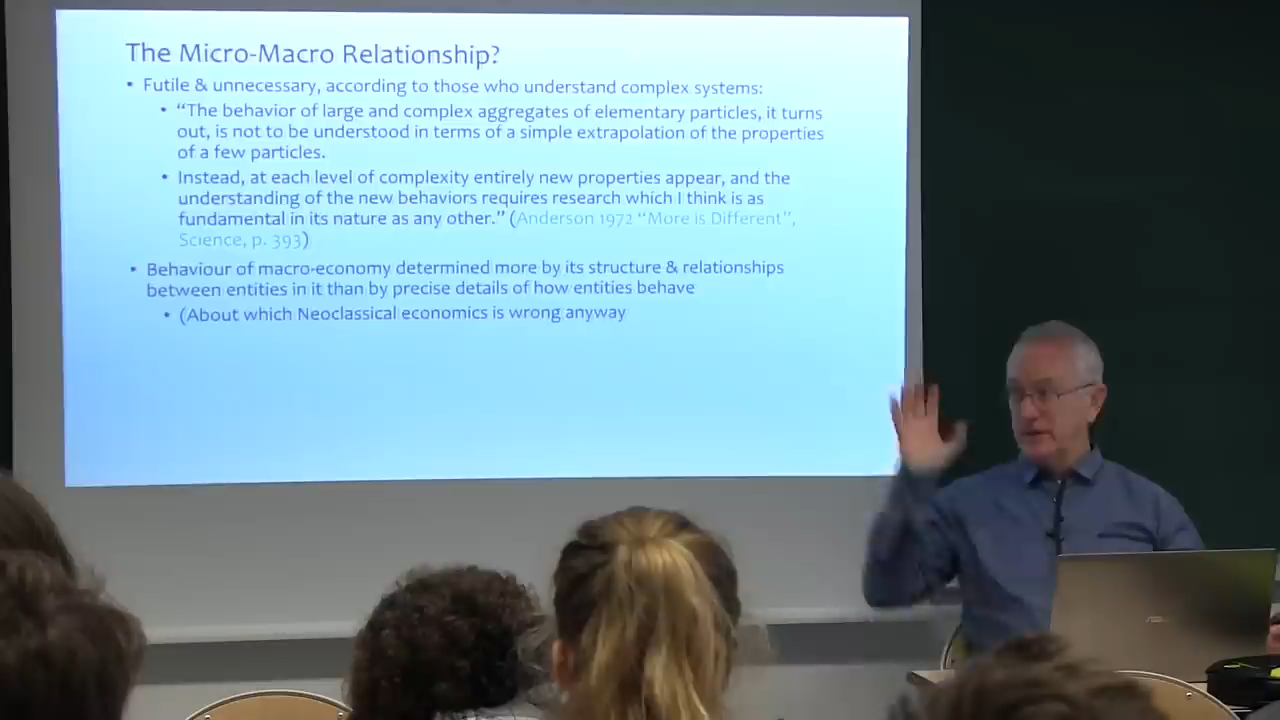 The Micro-Macro Relationship?
• Futile & unnecessary, according to those who understand complex systems:
• “The behavior of large and complex aggregates of elementary particles, it turns
out, is not to be understood in terms of a simple extrapolation of the properties
of a few particles.
• Instead, at each level of complexity entirely new properties appear, and the
understanding of the new behaviors requires research which I think is as
fundamental in its nature as any other.” (Anderson 1972 “More is Different”,
Science, p. 393)
• Behaviour of macro-economy determined more by its structure & relationships
between entities in it than by precise details of how entities behave
• (About which Neoclassical economics is wrong anyway